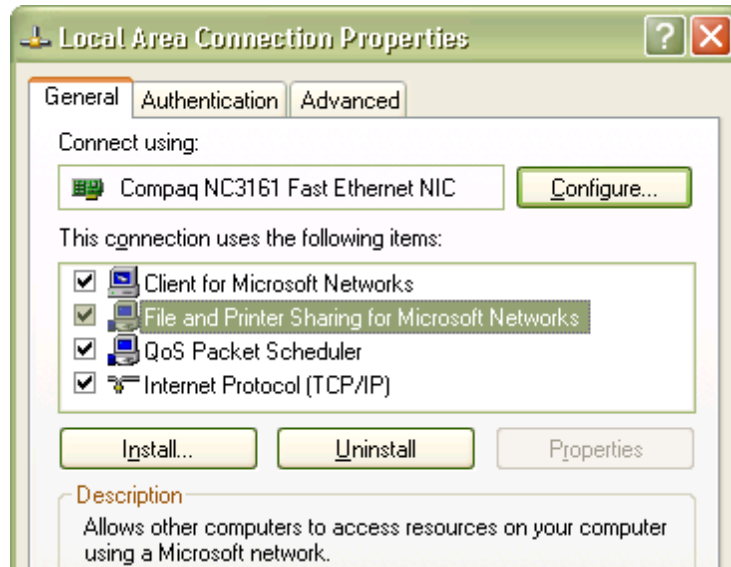 Local Area Connection Properties
General Authentication Advanced
Connect using:
Compaq NC3161 Fast Ethernet NIC Configure...
This connection uses the following items:
Client for Microsoft Networks
File and Printer Sharing for Microsoft Networks
QoS Packet Scheduler
Internet Protocol (TCP/IP)
Install... Uninstall Properties
Description
Allows other computers to access resources on your computer
using a Microsoft network.